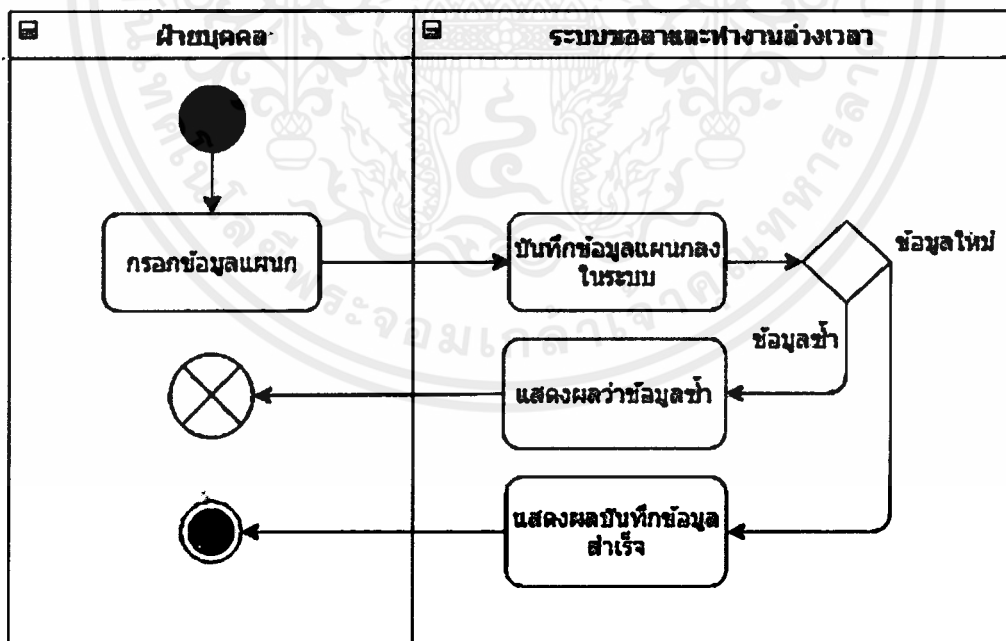 ฝ่ายบุคคล
ระบบขอลาและทำงานล่วงเวลา
กรอกข้อมูลแผนก
บันทึกข้อมูลแผนกลง
ในระบบ
ข้อมูลใหม่
ข้อมูลซ้ำ
แสดงผลว่าข้อมูลซ้ำ
แสดงผลบันทึกข้อมูล
สำเร็จ